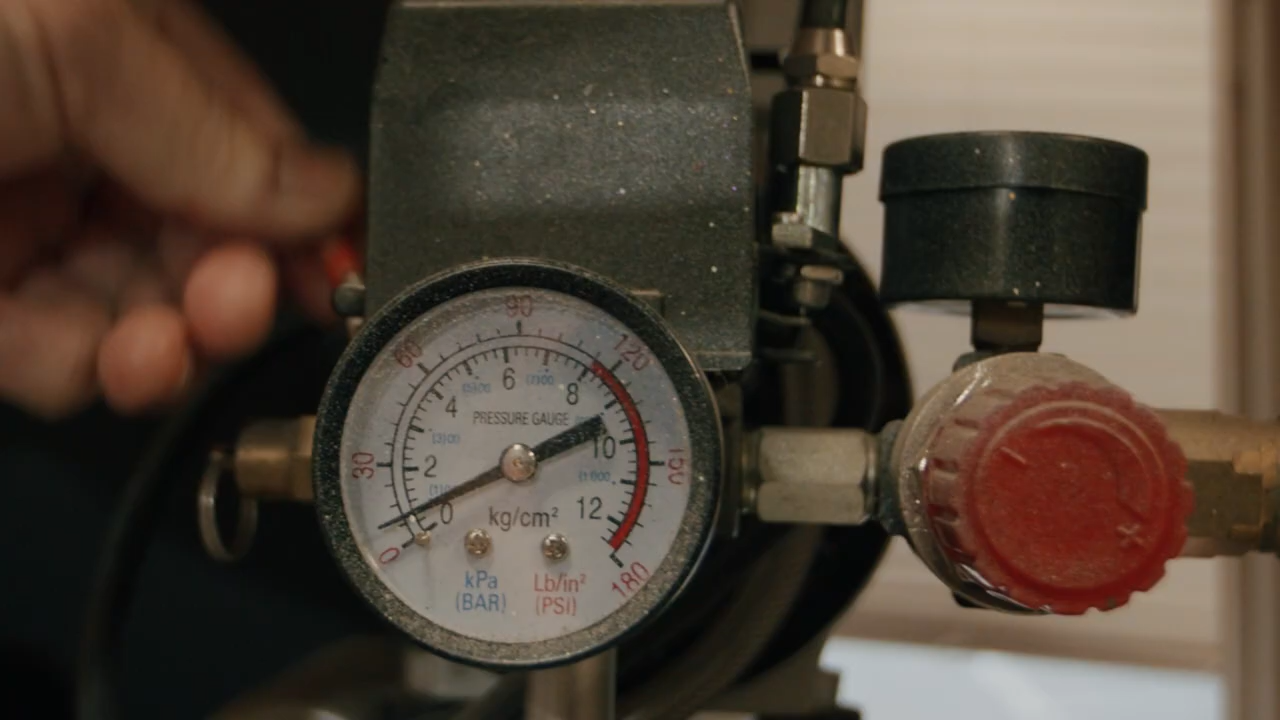 90
60
120
30
150
0
180
6
4
8
2
10
0
12
PRESSURE GAUGE
kg/cm²
kPa
(BAR)
Lb/in²
(PSI)